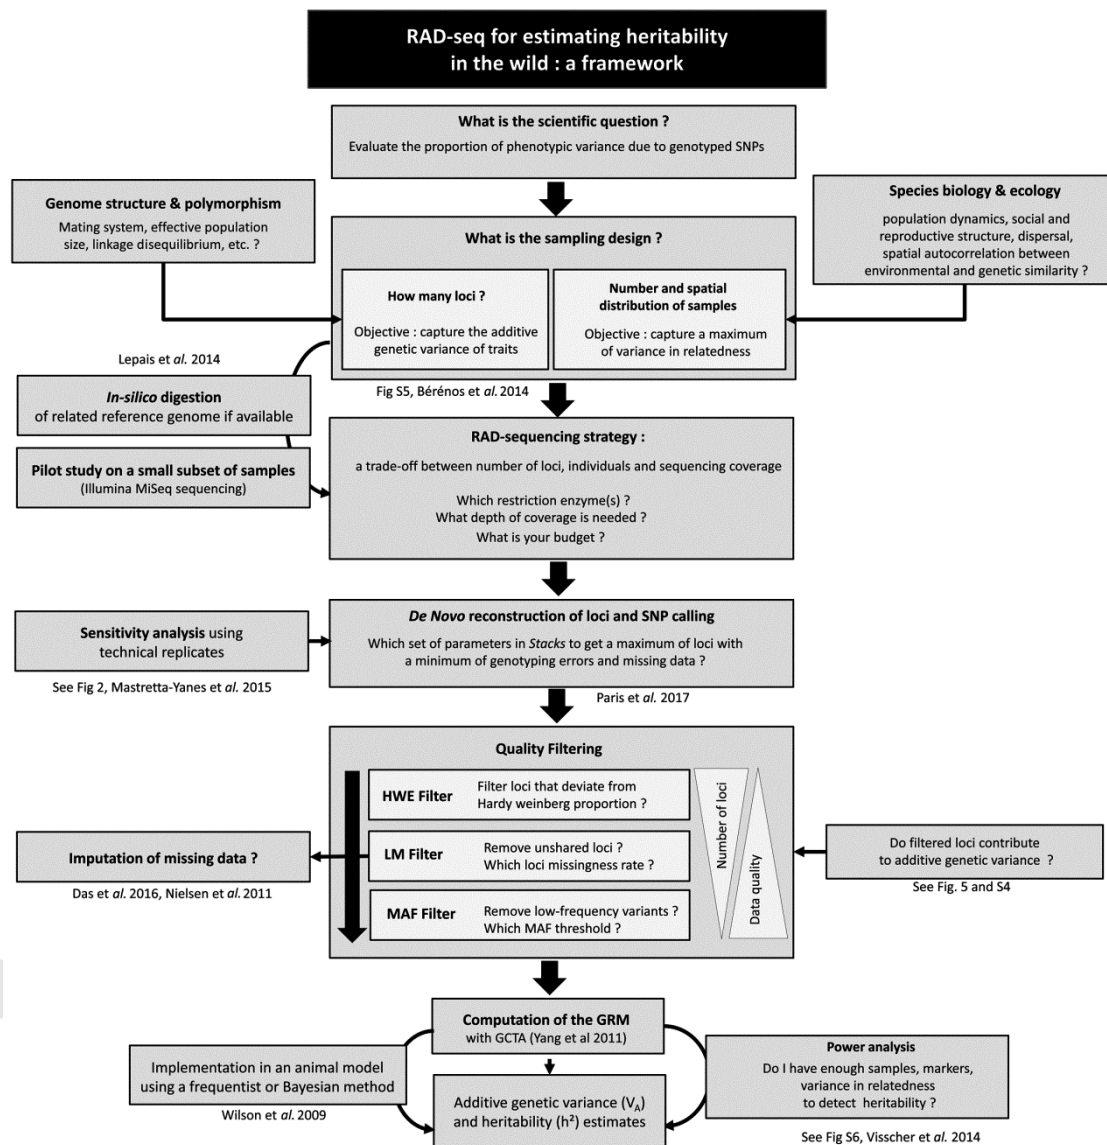 RAD-seq for estimating heritability
in the wild : a framework
What is the scientific question ?
Evaluate the proportion of phenotypic variance due to genotyped SNPs
Genome structure & polymorphism
Mating system, effective population
size, linkage disequilibrium, etc. ?
Species biology & ecology
population dynamics, social and
reproductive structure, dispersal,
spatial autocorrelation between
environmental and genetic similarity ?
What is the sampling design ?
How many loci ?
Objective : capture the additive
genetic variance of traits
Number and spatial
distribution of samples
Objective : capture a maximum
of variance in relatedness
Lepais et al. 2014
Fig S5, Bérénos et al. 2014
In-silico digestion
of related reference genome if available
Pilot study on a small subset of samples
(Illumina MiSeq sequencing)
RAD-sequencing strategy :
a trade-off between number of loci, individuals and sequencing coverage
Which restriction enzyme(s) ?
What depth of coverage is needed ?
What is your budget ?
Sensitivity analysis using
technical replicates
See Fig 2, Mastretta-Yanes et al. 2015
De Novo reconstruction of loci and SNP calling
Which set of parameters in Stacks to get a maximum of loci with
a minimum of genotyping errors and missing data ?
Paris et al. 2017
Quality Filtering
HWE Filter
Filter loci that deviate from
Hardy weinberg proportion ?
LM Filter
Remove unshared loci ?
Which loci missingness rate ?
MAF Filter
Remove low-frequency variants ?
Which MAF threshold ?
Number of loci
Data quality
Imputation of missing data ?
Das et al. 2016, Nielsen et al. 2011
Do filtered loci contribute
to additive genetic variance ?
See Fig. 5 and S4
Computation of the GRM
with GCTA (Yang et al 2011)
Implementation in an animal model
using a frequentist or Bayesian method
Wilson et al. 2009
Additive genetic variance (VA)
and heritability (h²) estimates
Power analysis
Do I have enough samples, markers,
variance in relatedness
to detect heritability ?
See Fig S6, Visscher et al. 2014